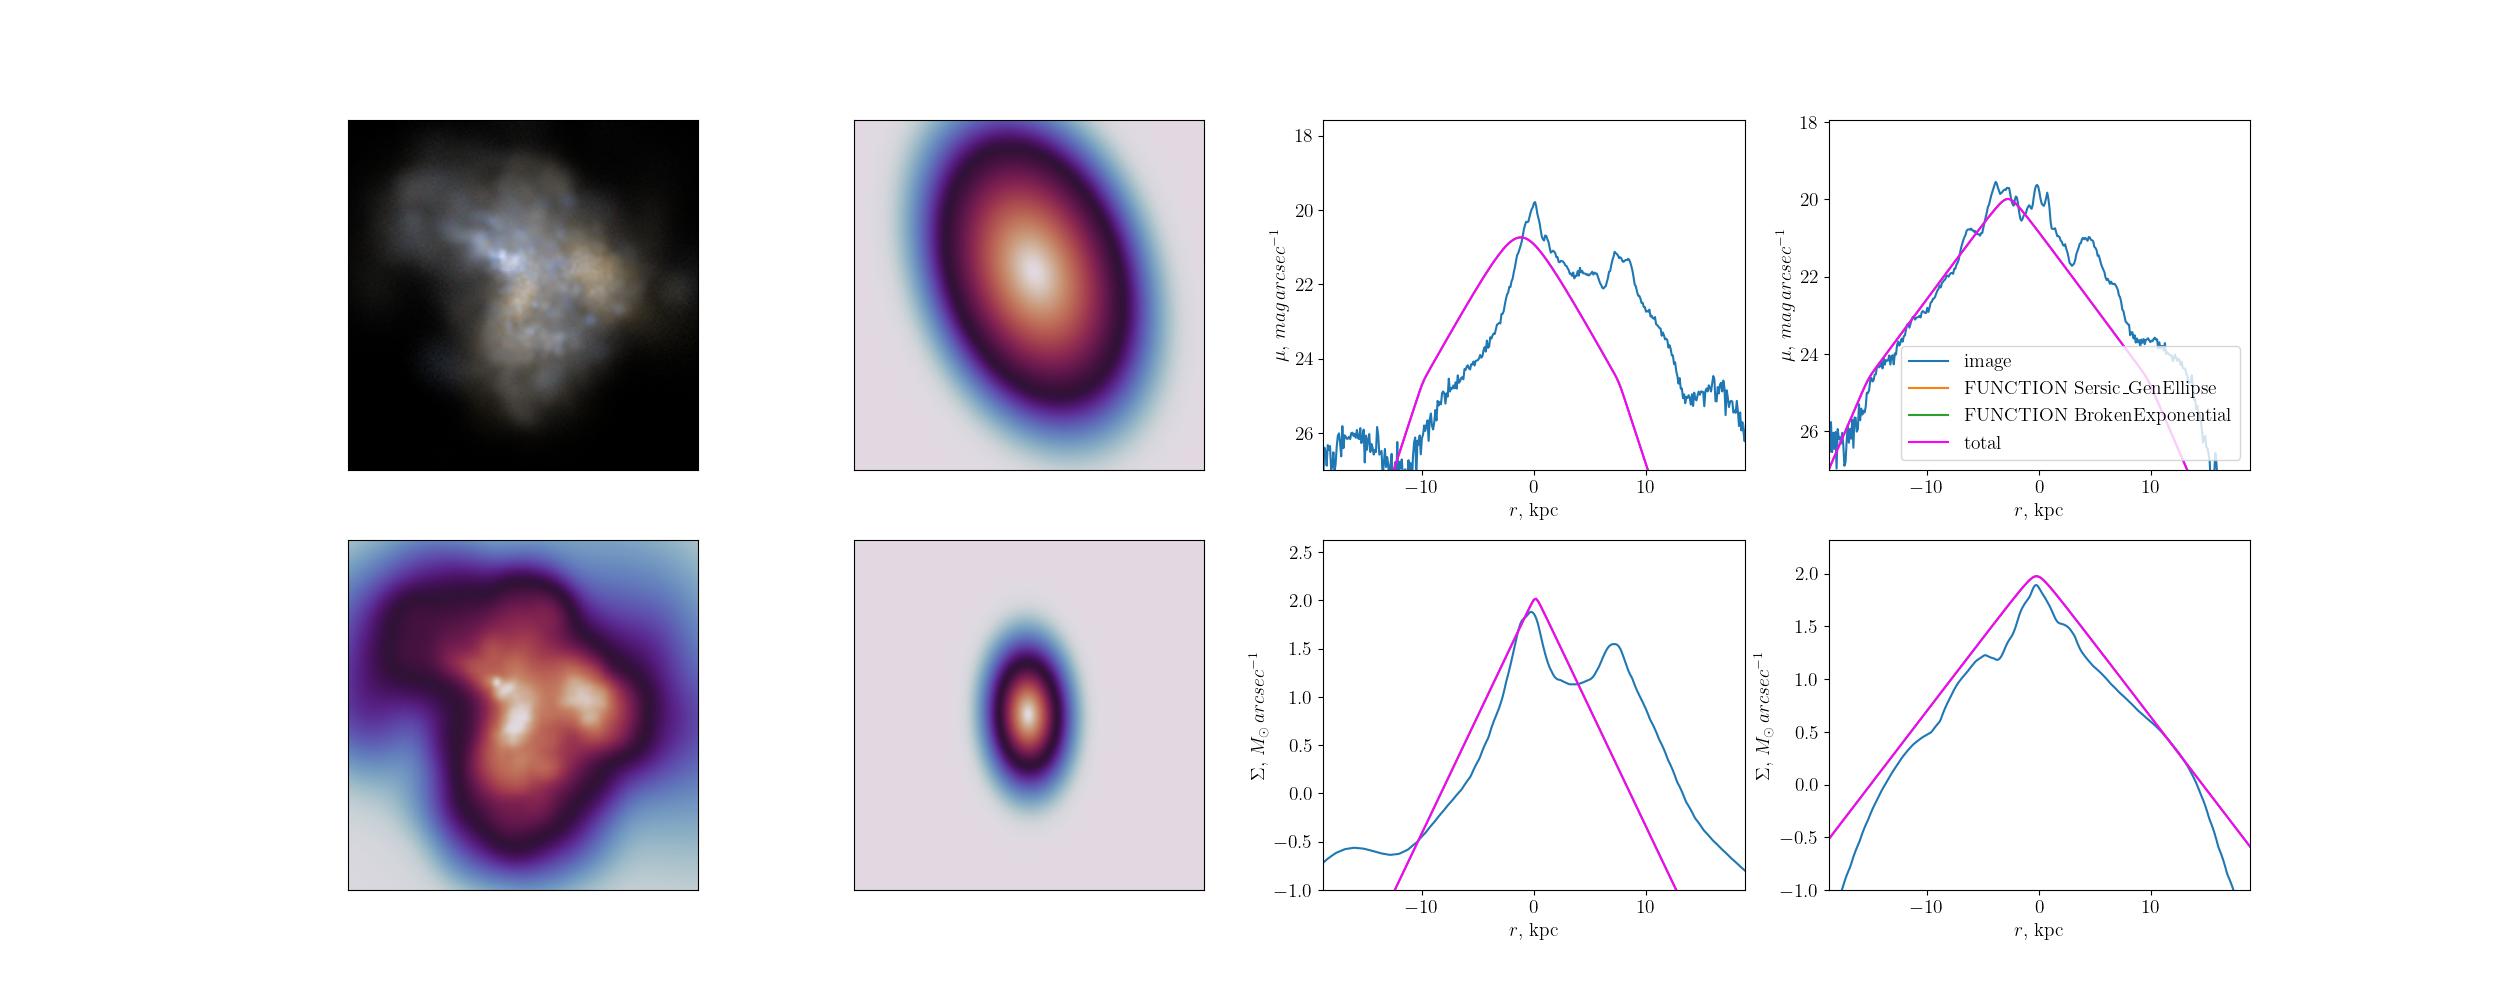 18
20
22
24
26
μ, mag arcsec⁻¹
−10 0 10
r, kpc
18
20
22
24
26
μ, mag arcsec⁻¹
image
FUNCTION Sersic_GenEllipse
FUNCTION BrokenExponential
total
−10 0 10
r, kpc
2.5
2.0
1.5
1.0
0.5
0.0
−0.5
−1.0
Σ, M⊙ arcsec⁻¹
−10 0 10
r, kpc
2.0
1.5
1.0
0.5
0.0
−0.5
−1.0
Σ, M⊙ arcsec⁻¹
−10 0 10
r, kpc